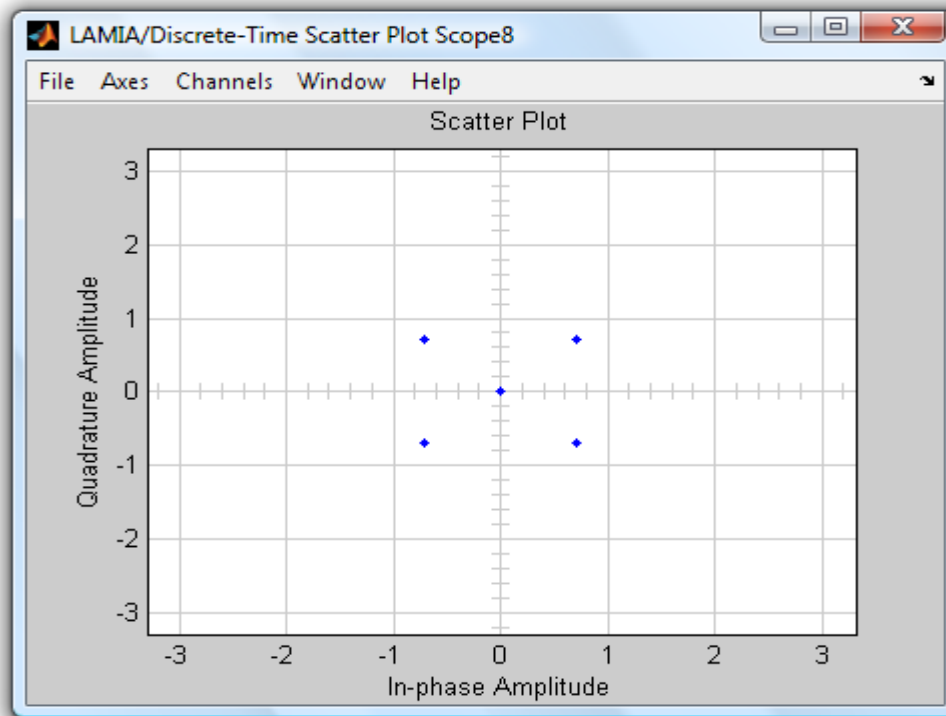 LAMIA/Discrete-Time Scatter Plot Scope8
File Axes Channels Window Help
Scatter Plot
Quadrature Amplitude
3
2
1
0
-1
-2
-3
-3 -2 -1 0 1 2 3
In-phase Amplitude